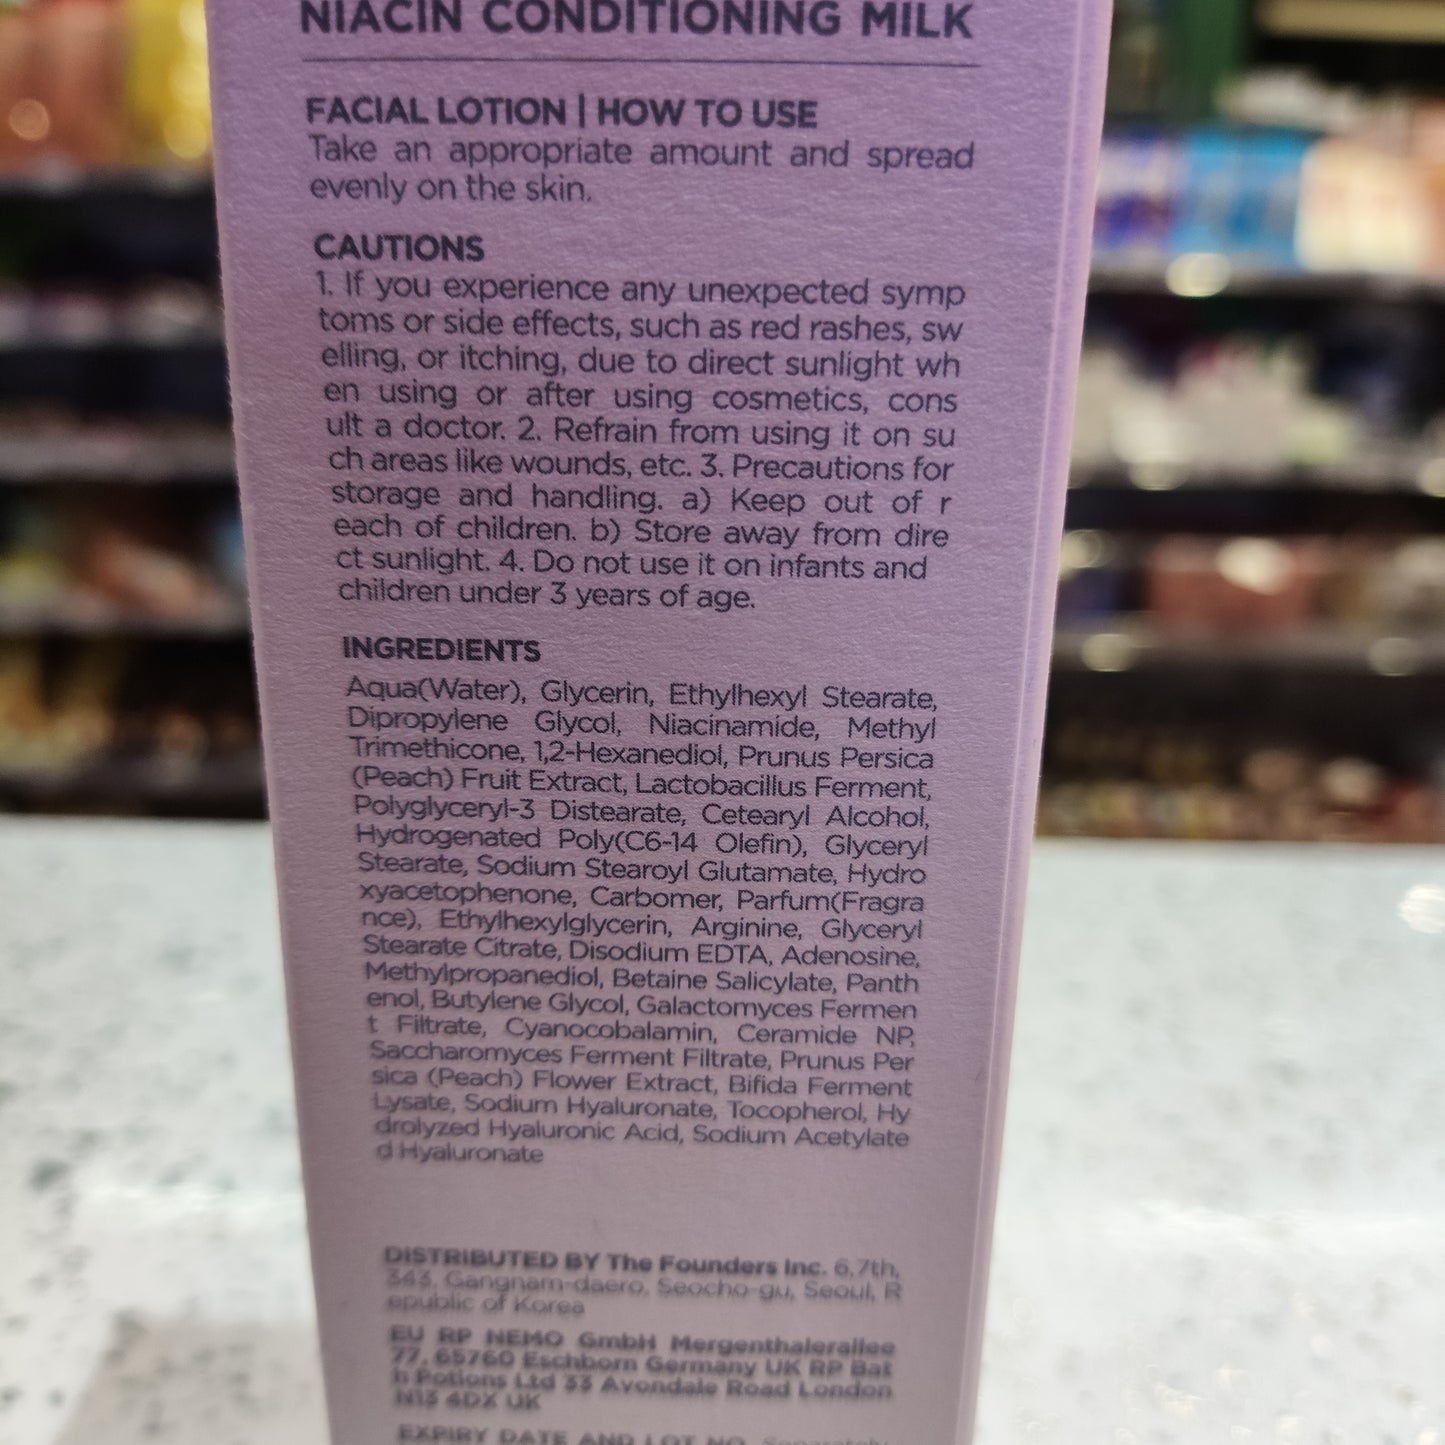 NIACIN CONDITIONING MILK
FACIAL LOTION | HOW TO USE
Take an appropriate amount and spread
evenly on the skin.
CAUTIONS
1. If you experience any unexpected symp
toms or side effects, such as red rashes, sw
elling, or itching, due to direct sunlight wh
en using or after using cosmetics, cons
ult a doctor. 2. Refrain from using it on su
ch areas like wounds, etc. 3. Precautions for
storage and handling. a) Keep out of r
each of children. b) Store away from dire
ct sunlight. 4. Do not use it on infants and
children under 3 years of age.
INGREDIENTS
Aqua(Water), Glycerin, Ethylhexyl Stearate,
Dipropylene Glycol, Niacinamide, Methyl
Trimethicone, 1,2-Hexanediol, Prunus Persica
(Peach) Fruit Extract, Lactobacillus Ferment,
Polyglyceryl-3 Distearate, Cetearyl Alcohol,
Hydrogenated Poly(C6-14 Olefin), Glyceryl
Stearate, Sodium Stearoyl Glutamate, Hydro
xyacetophenone, Carbomer, Parfum(Fragra
nce), Ethylhexylglycerin, Arginine, Glyceryl
Stearate Citrate, Disodium EDTA, Adenosine,
Methylpropanediol, Betaine Salicylate, Panth
enol, Butylene Glycol, Galactomyces Fermen
t Filtrate, Cyanocobalamin, Ceramide NP,
Saccharomyces Ferment Filtrate, Prunus Per
sica (Peach) Flower Extract, Bifida Ferment
Lysate, Sodium Hyaluronate, Tocopherol, Hy
drolyzed Hyaluronic Acid, Sodium Acetylate
d Hyaluronate
DISTRIBUTED BY The Founders Inc. 6,7th,
343, Gangnam-daero, Seocho-gu, Seoul, R
epublic of Korea
EU RP NEMO GmbH Mergenthalerallee
77, 65760 Eschborn Germany UK RP Bat
h Potions Ltd 33 Avondale Road London
N13 4DX UK
EXPIRY DATE AND LOT NO. Separately